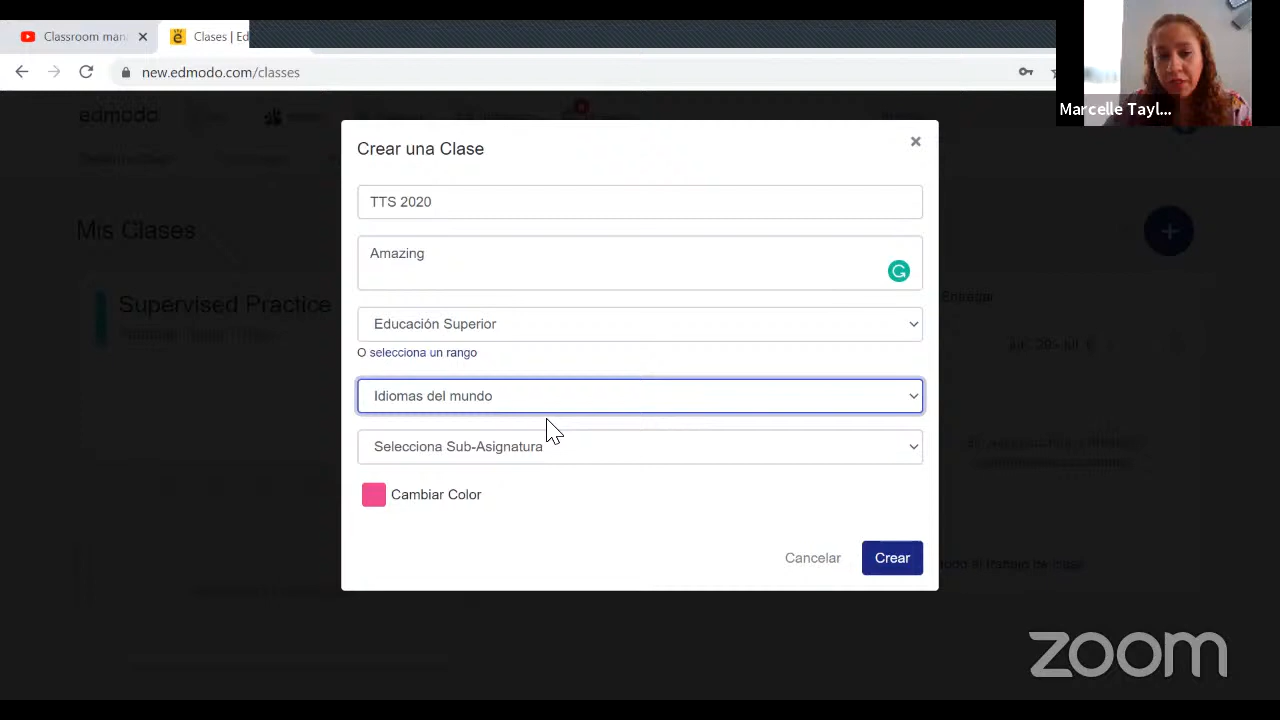 Classroom man
Clases | Ed
new.edmodo.com/classes
Marcelle Tayl...
edmodo
Crear una Clase
TTS 2020
Mis Clases
Amazing
Supervised Practice
Educación Superior
O selecciona un rango
Idiomas del mundo
Selecciona Sub-Asignatura
Cambiar Color
Cancelar
Crear
zoom